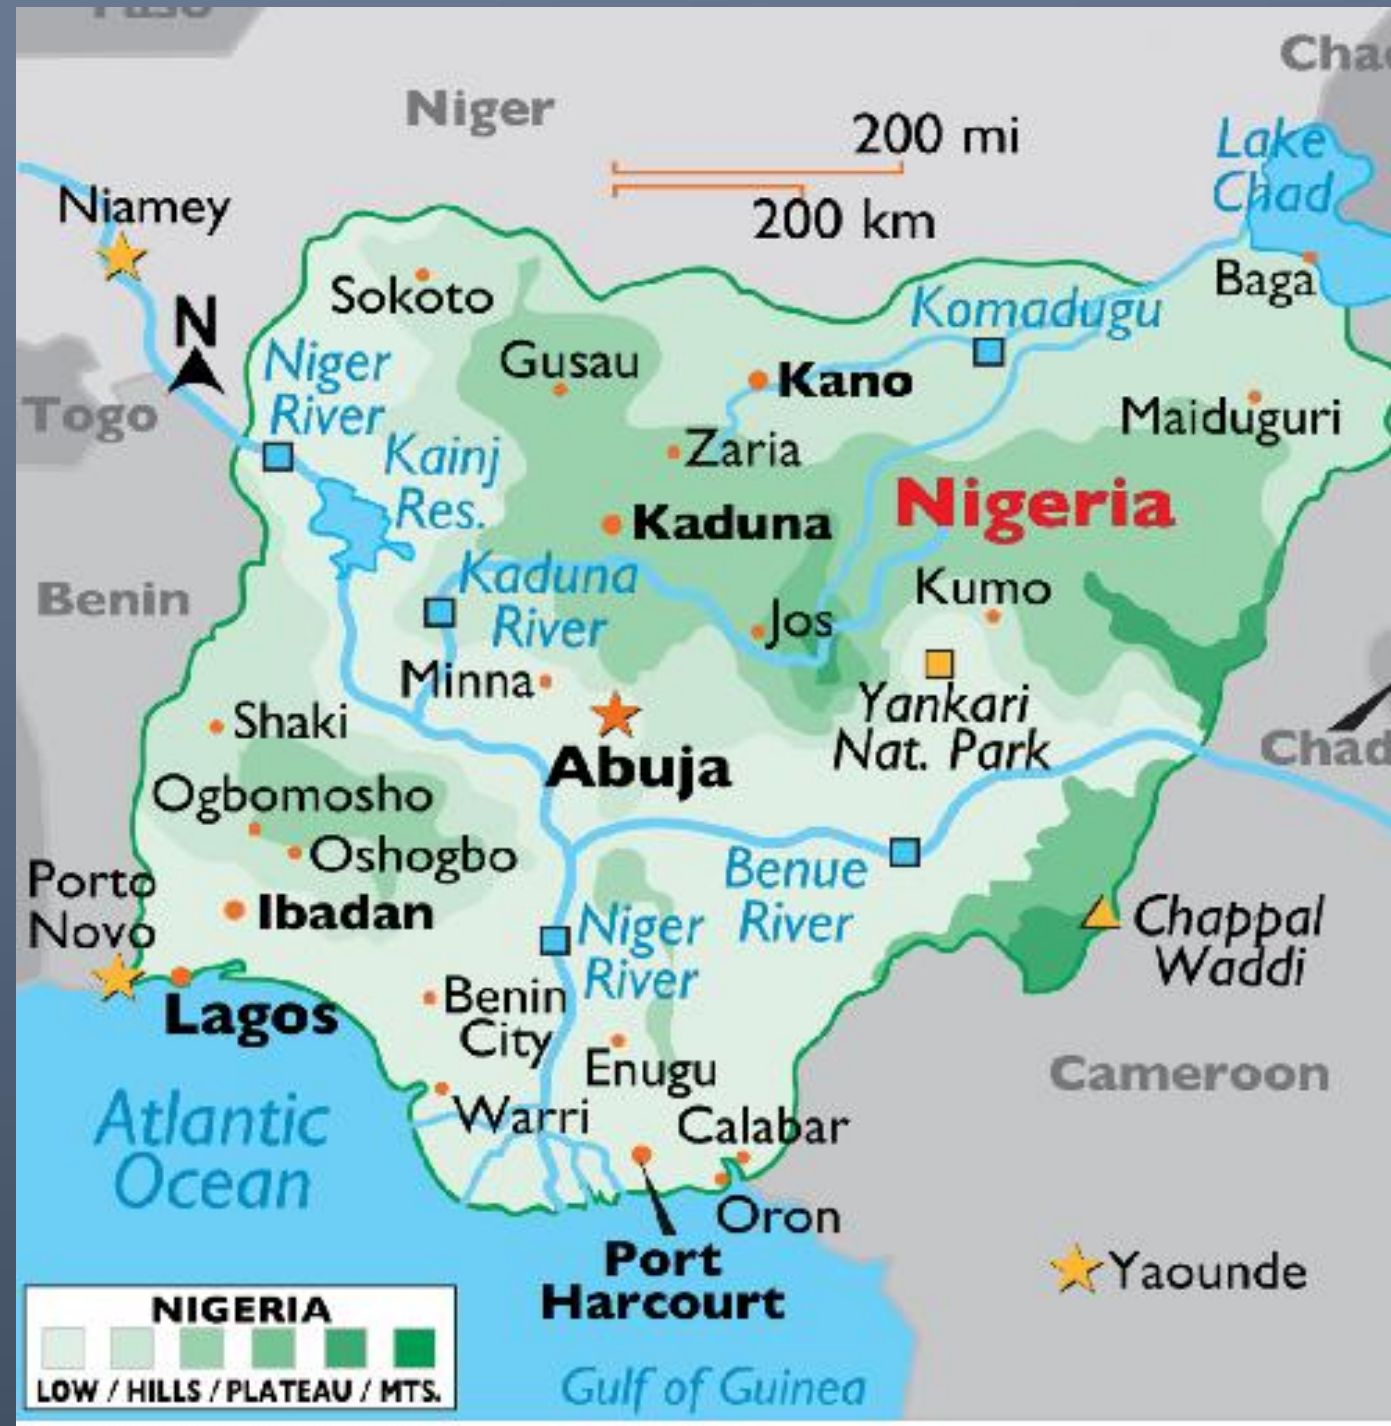 Niger
200 mi
200 km
Lake
Chad
Niamey
N
Sokoto
Komadugu
Baga
Niger
River
Gusau
Kano
Togo
Kainj
Res.
Zaria
Maiduguri
Kaduna
Nigeria
Benin
Kaduna
River
Jos
Kumo
Minna
Yankari
Nat. Park
Shaki
Abuja
Chad
Ogbomosho
Oshogbo
Benue
River
Porto
Novo
Ibadan
Niger
River
Chappal
Waddi
Lagos
Benin
City
Enugu
Cameroon
Atlantic
Ocean
Warri
Calabar
Oron
Port
Harcourt
Yaounde
NIGERIA
LOW / HILLS / PLATEAU / MTS.
Gulf of Guinea